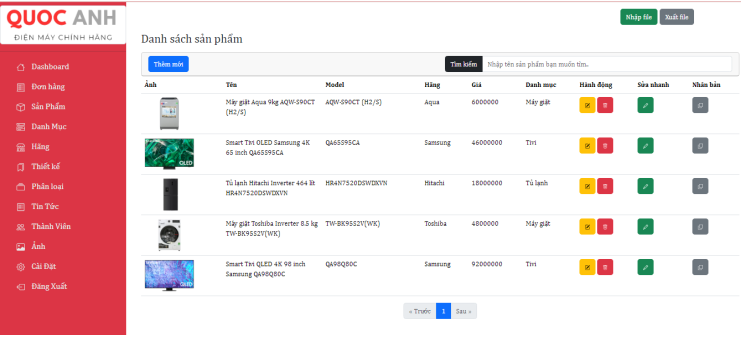 QUOC ANH
ĐIỆN MÁY CHÍNH HÃNG
Dashboard
Đơn hàng
Sản Phẩm
Danh Mục
Hãng
Thiết kế
Phân loại
Tin Tức
Thành Viên
Ảnh
Cài Đặt
Đăng Xuất
Nhập file Xuất file
Danh sách sản phẩm
Thêm mới Tìm kiếm Nhập tên sản phẩm bạn muốn tìm..
Ảnh Tên Model Hãng Giá Danh mục Hành động Sửa nhanh Nhân bản
Máy giặt Aqua 9kg AQW-S90CT AQW-S90CT (H2/S) Aqua 6000000 Máy giặt
(H2/S)
Smart Tivi OLED Samsung 4K QA65S95CA Samsung 46000000 Tivi
65 inch QA65S95CA
Tủ lạnh Hitachi Inverter 464 lít HR4N7520DSWDXVN Hitachi 18000000 Tủ lạnh
HR4N7520DSWDXVN
Máy giặt Toshiba Inverter 8.5 kg TW-BK95S2V(WK) Toshiba 4800000 Máy giặt
TW-BK95S2V(WK)
Smart Tivi QLED 4K 98 inch QA98Q80C Samsung 92000000 Tivi
Samsung QA98Q80C
« Trước 1 Sau »